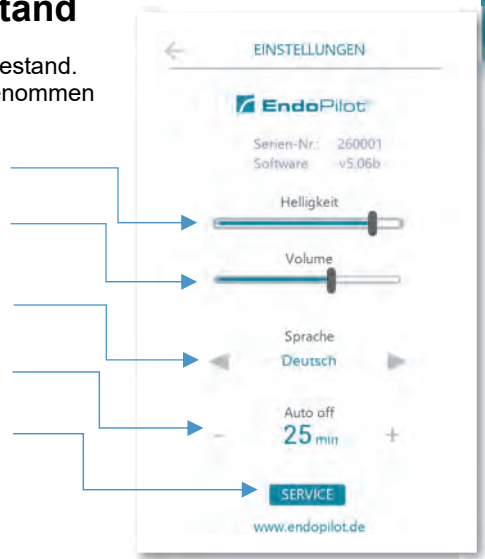 tand
estand.
enommen
EINSTELLUNGEN
EndoPilot
Serien-Nr.: 260001
Software v5.06b
Helligkeit
Volume
Sprache
Deutsch
Auto off
- 25 min +
SERVICE
www.endopilot.de